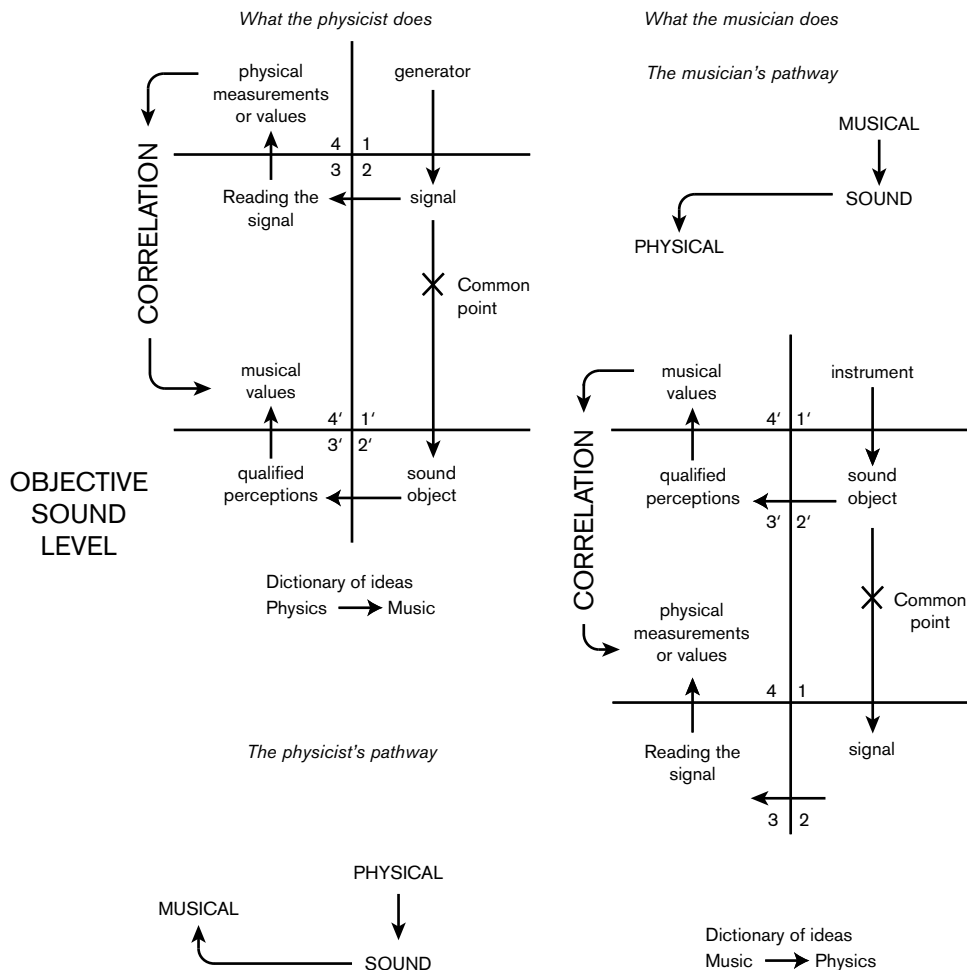 What the physicist does
physical
measurements
or values
generator
4 1
3 2
CORRELATION
Reading the
signal
signal
Common
point
musical
values
4' 1'
3' 2'
qualified
perceptions
sound
object
OBJECTIVE
SOUND
LEVEL
Dictionary of ideas
Physics Music
The physicist's pathway
PHYSICAL
MUSICAL
SOUND
What the musician does
The musician's pathway
MUSICAL
SOUND
PHYSICAL
musical
values
instrument
4' 1'
CORRELATION
qualified
perceptions
sound
object
3' 2'
Common
point
physical
measurements
or values
4 1
Reading the
signal
signal
3 2
Dictionary of ideas
Music Physics